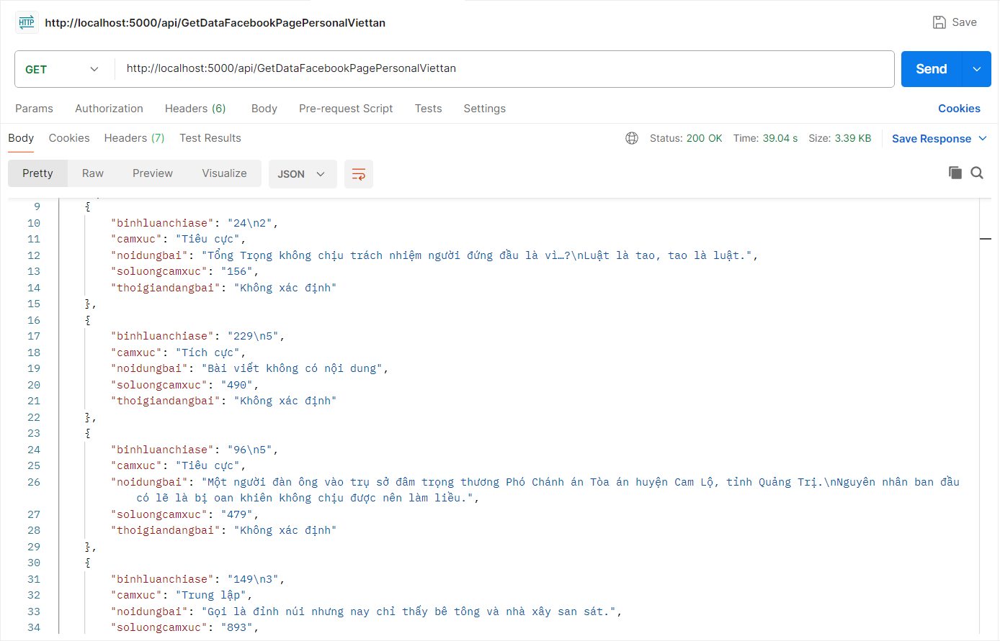 HTTP http://localhost:5000/api/GetDataFacebookPagePersonalViettan Save
GET http://localhost:5000/api/GetDataFacebookPagePersonalViettan Send
Params Authorization Headers (6) Body Pre-request Script Tests Settings Cookies
Body Cookies Headers (7) Test Results Status: 200 OK Time: 39.04 s Size: 3.39 KB Save Response
Pretty Raw Preview Visualize JSON
9 {
10 "binhluanchiase": "24\n2",
11 "camxuc": "Tiêu cực",
12 "noidungbai": "Tổng Trọng không chịu trách nhiệm người đứng đầu là vì…?\nLuật là tao, tao là luật.",
13 "soluongcamxuc": "156",
14 "thoigiandangbai": "Không xác định"
15 },
16 {
17 "binhluanchiase": "229\n5",
18 "camxuc": "Tích cực",
19 "noidungbai": "Bài viết không có nội dung",
20 "soluongcamxuc": "490",
21 "thoigiandangbai": "Không xác định"
22 },
23 {
24 "binhluanchiase": "96\n5",
25 "camxuc": "Tiêu cực",
26 "noidungbai": "Một người đàn ông vào trụ sở đâm trọng thương Phó Chánh án Tòa án huyện Cam Lộ, tỉnh Quảng Trị.\nNguyên nhân ban đầu
có lẽ là bị oan khiên không chịu được nên làm liều.",
27 "soluongcamxuc": "479",
28 "thoigiandangbai": "Không xác định"
29 },
30 {
31 "binhluanchiase": "149\n3",
32 "camxuc": "Trung lập",
33 "noidungbai": "Gọi là đỉnh núi nhưng nay chỉ thấy bê tông và nhà xây san sát.",
34 "soluongcamxuc": "893",